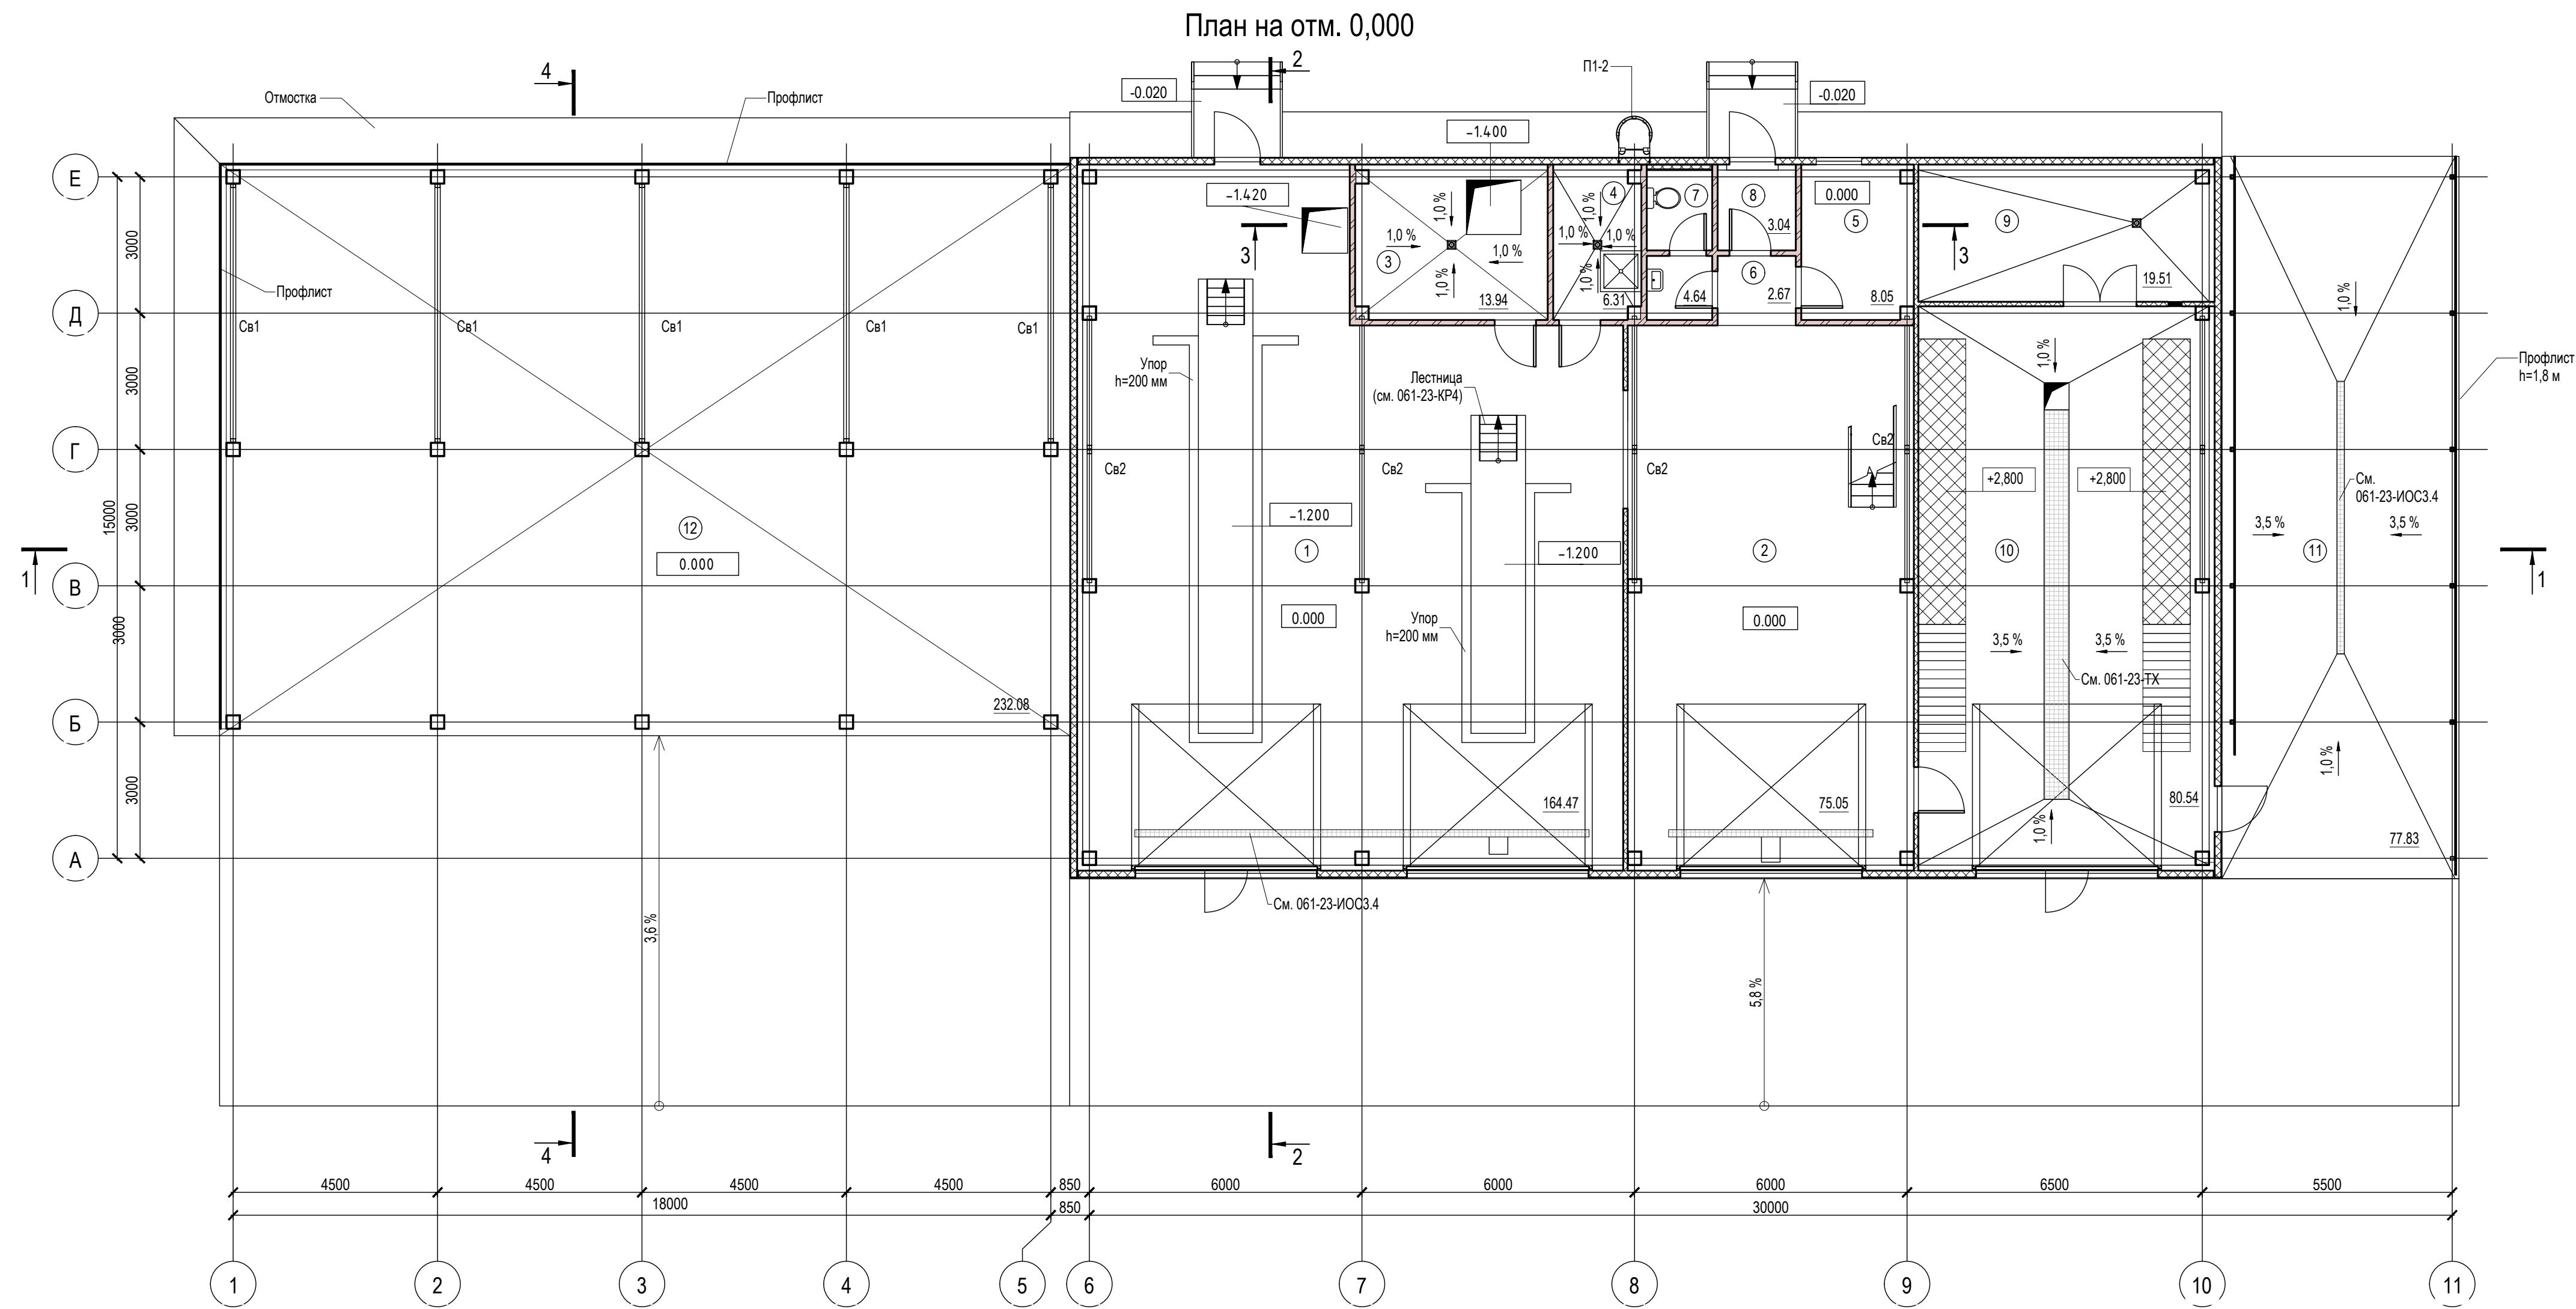 План на отм. 0,000
4
2
Отмостка
Профлист
-0.020
П1-2
-0.020
-1.400
Е
-1.420
3
1,0 %
1,0 %
1,0 %
1,0 %
3
13.94
4
1,0 %
1,0 %
1,0 %
1,0 %
6.31
7
4.64
8
3.04
6
2.67
0.000
5
8.05
9
3
19.51
3000
Профлист
Д
Св1
Св1
Св1
Св1
Св1
1,0 %
Упор
h=200 мм
Лестница
(см. 061-23-КР4)
1,0 %
Профлист
h=1,8 м
3000
Г
Св2
Св2
Св2
Св2
+2,800
+2,800
См.
061-23-ИОС3.4
15000
3000
12
0.000
-1.200
1
-1.200
2
10
3,5 %
3,5 %
11
1
1
В
3000
0.000
Упор
h=200 мм
0.000
3,5 %
3,5 %
См. 061-23-ТХ
Б
232.08
1,0 %
3000
164.47
75.05
80.54
1,0 %
77.83
А
См. 061-23-ИОС3.4
3,6 %
5,8 %
4
2
4500
4500
4500
4500
850
6000
6000
6000
6500
5500
18000
850
30000
1
2
3
4
5
6
7
8
9
10
11